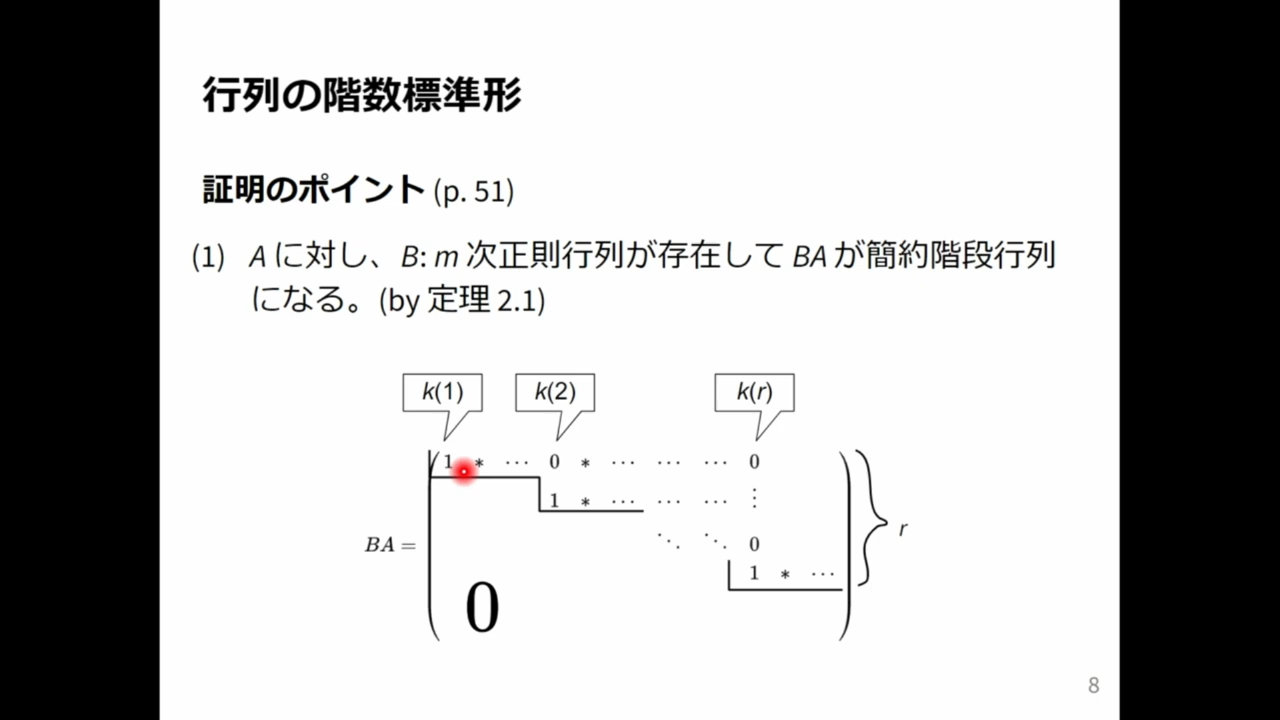 行列の階数標準形
証明のポイント (p. 51)
(1) A に対し、B: m 次正則行列が存在して BA が簡約階段行列
になる。(by 定理 2.1)
k(1) k(2) k(r)
1 * ⋯ 0 * ⋯ ⋯ ⋯ 0
1 * ⋯ ⋯ ⋯ ⋮
r
BA = ⋱ ⋱ 0
1 * ⋯
0
8